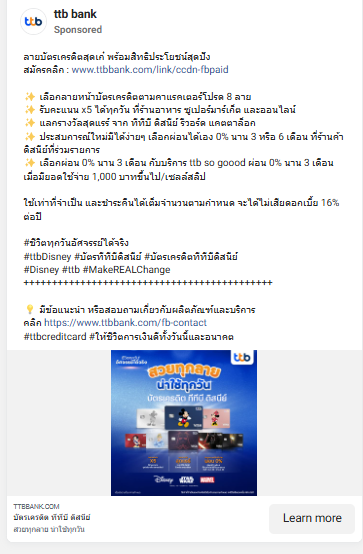 ttb bank
Sponsored
ลายบัตรเครดิตสุดเก๋ พร้อมสิทธิประโยชน์สุดปัง
สมัครคลิก : www.ttbbank.com/link/ccdn-fbpaid
✨ เลือกลายหน้าบัตรเครดิตตามคาแรคเตอร์โปรด 8 ลาย
✨ รับคะแนน x5 ได้ทุกวัน ที่ร้านอาหาร ซูเปอร์มาร์เก็ต และออนไลน์
✨ แลกรางวัลสุดแรร์ จาก ทีทีบี ดิสนีย์ รีวอร์ด แคตตาล็อก
✨ ประสบการณ์ใหม่มีได้ง่ายๆ เลือกผ่อนได้เอง 0% นาน 3 หรือ 6 เดือน ที่ร้านค้า
ดิสนีย์ที่ร่วมรายการ
✨ เลือกผ่อน 0% นาน 3 เดือน กับบริการ ttb so goood ผ่อน 0% นาน 3 เดือน
เมื่อมียอดใช้จ่าย 1,000 บาทขึ้นไป/เซลล์สลิป
ใช้เท่าที่จำเป็น และชำระคืนได้เต็มจำนวนตามกำหนด จะได้ไม่เสียดอกเบี้ย 16%
ต่อปี
#ชีวิตทุกวันอัศจรรย์ได้จริง
#ttbDisney #บัตรทีทีบีดิสนีย์ #บัตรเครดิตทีทีบีดิสนีย์
#Disney #ttb #MakeREALChange
++++++++++++++++++++++++++++++++++++++++++++
💡 มีข้อแนะนำ หรือสอบถามเกี่ยวกับผลิตภัณฑ์และบริการ
คลิก https://www.ttbbank.com/fb-contact
#ttbcreditcard #ให้ชีวิตการเงินดีทั้งวันนี้และอนาคต
ttb
สวยทุกลาย
น่าใช้ทุกวัน
บัตรเครดิต ทีทีบี ดิสนีย์
Disney
STAR WARS
MARVEL
TTBBANK.COM
บัตรเครดิต ทีทีบี ดิสนีย์
สวยทุกลาย น่าใช้ทุกวัน
Learn more